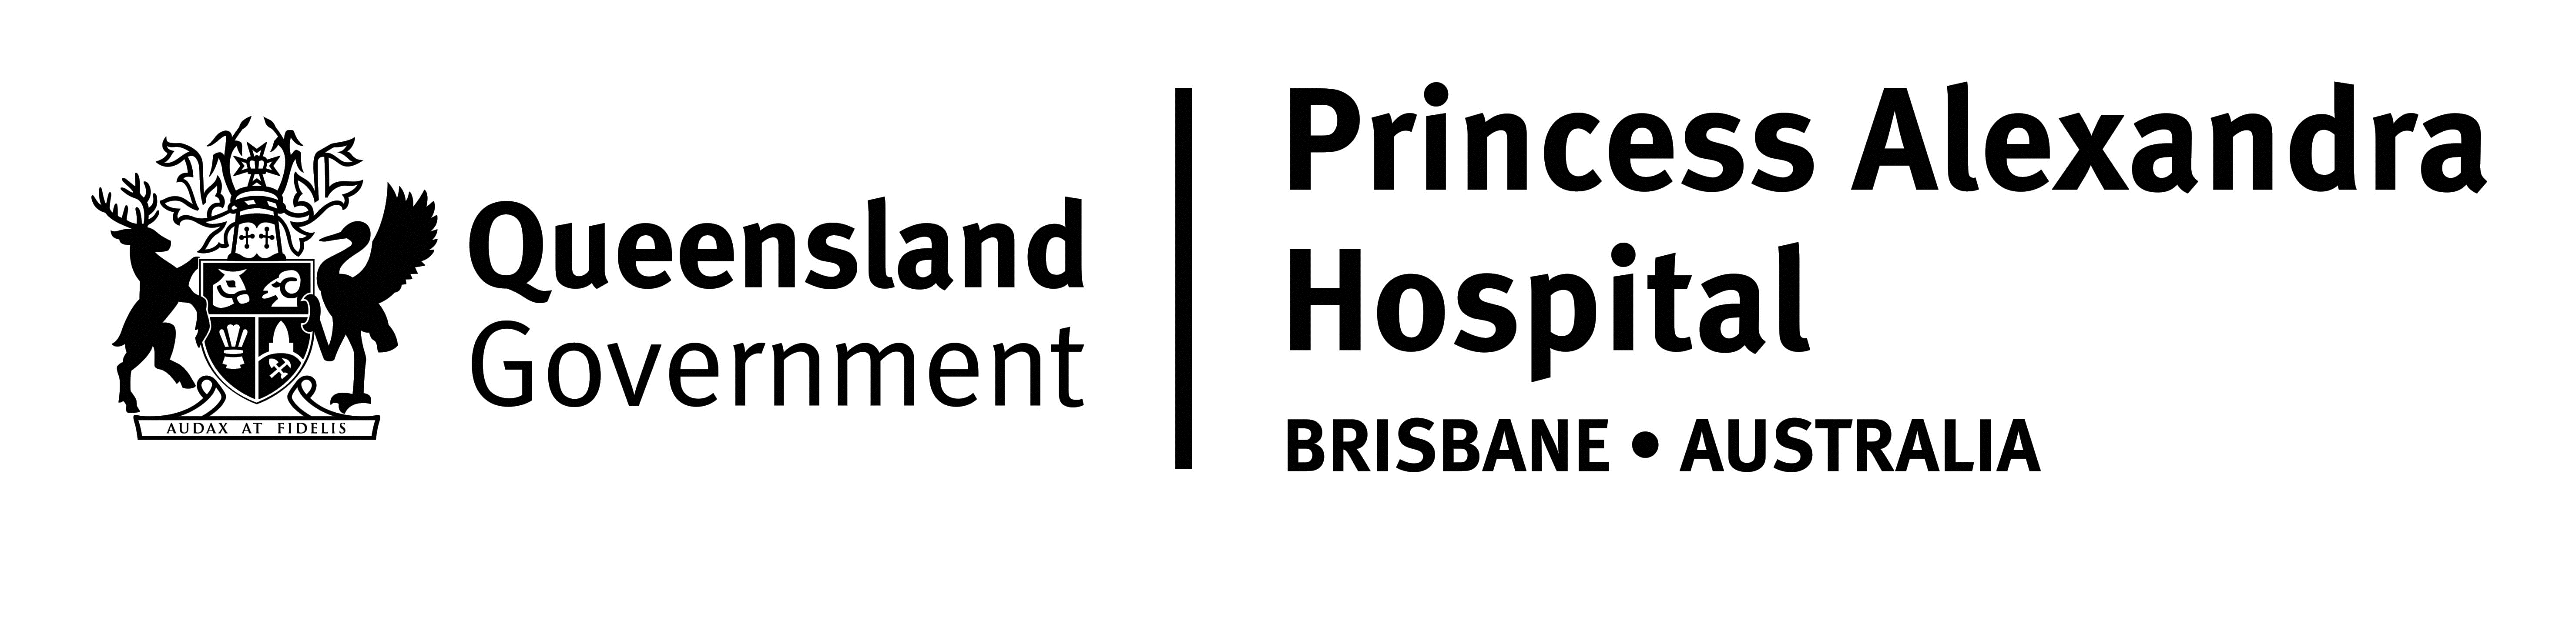 AUDAX AT FIDELIS
Queensland
Government
Princess Alexandra
Hospital
BRISBANE • AUSTRALIA